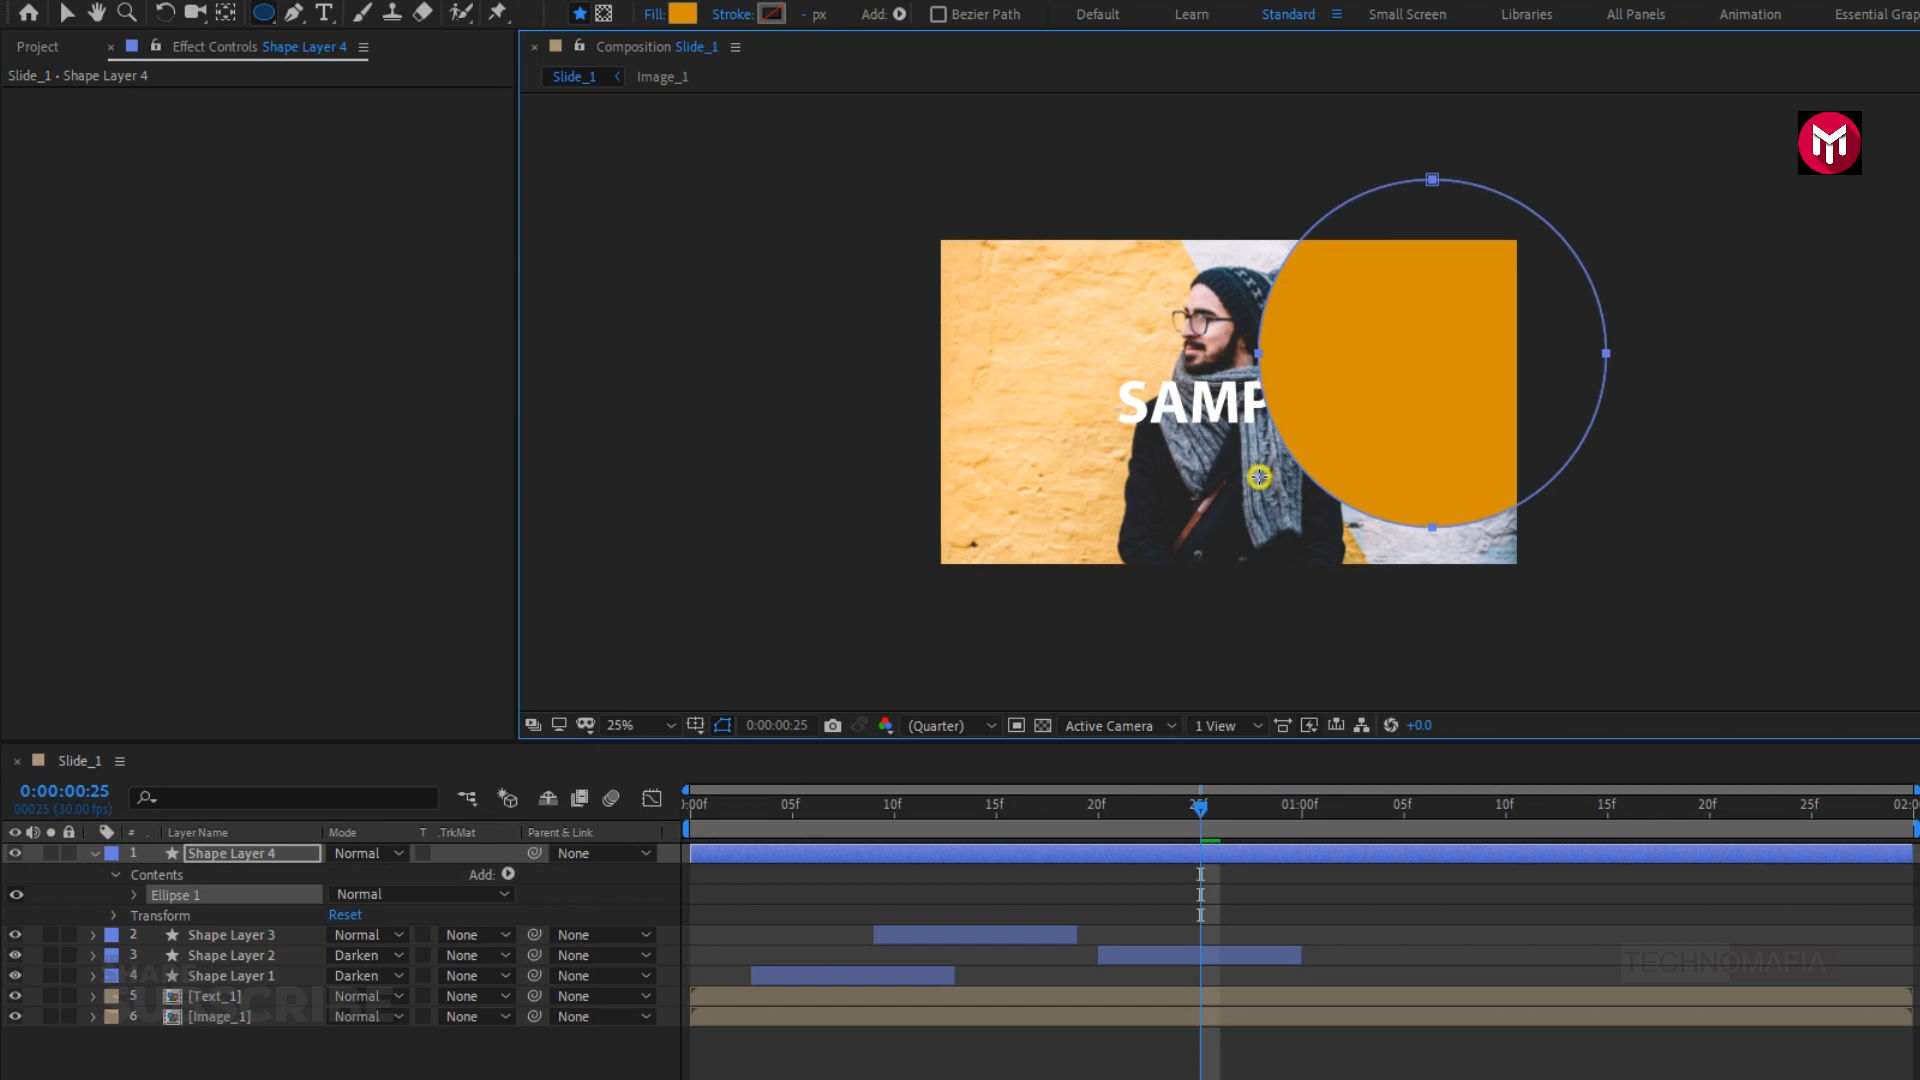 Fill: Stroke: - px Add: Bezier Path Default Learn Standard Small Screen Libraries All Panels Animation Essential Grap
Project × Effect Controls Shape Layer 4
× Composition Slide_1
Slide_1 • Shape Layer 4
Slide_1 Image_1
SAMP
25% 0:00:00:25 (Quarter) Active Camera 1 View +0.0
× Slide_1
0:00:00:25
00025 (30.00 fps)
):00f 05f 10f 15f 20f 25f 01:00f 05f 10f 15f 20f 25f 02:00
# . Layer Name Mode T .TrkMat Parent & Link
1 Shape Layer 4 Normal None
Contents Add:
Ellipse 1 Normal
Transform Reset
2 Shape Layer 3 Normal None None
3 Shape Layer 2 Darken None None
4 Shape Layer 1 Darken None None
5 [Text_1] Normal None None
6 [Image_1] Normal None None
SUBSCRIBE
TECHNOMAFIA